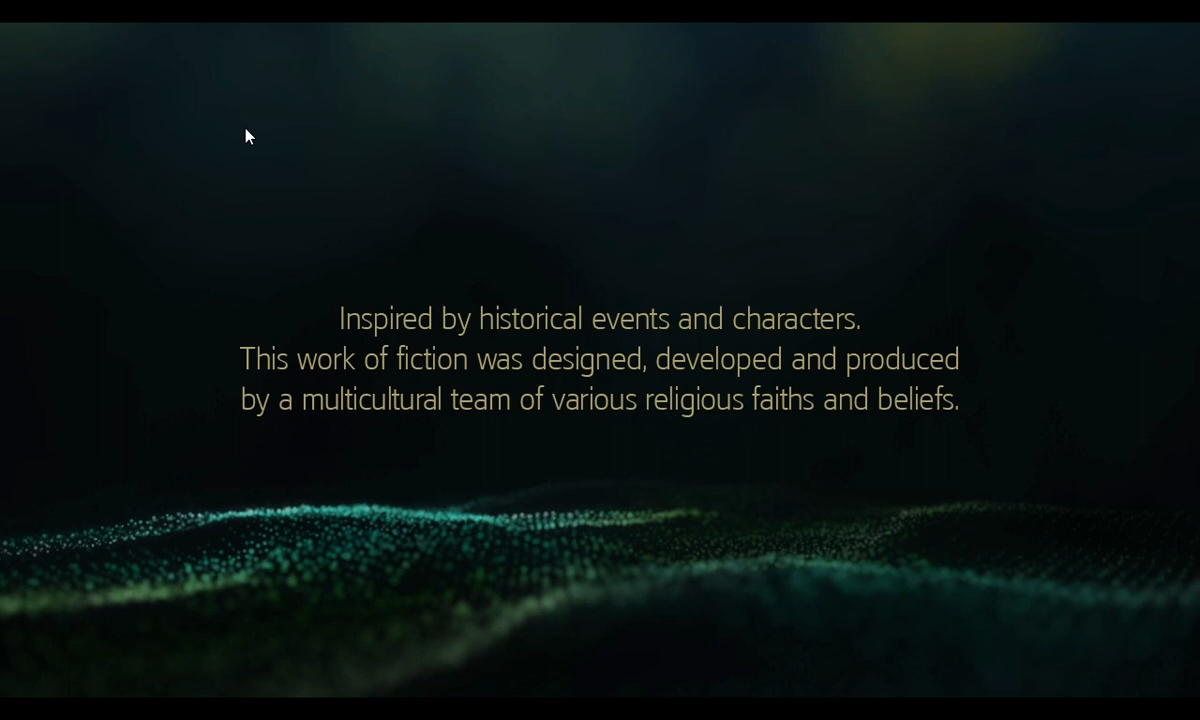 Inspired by historical events and characters.
This work of fiction was designed, developed and produced
by a multicultural team of various religious faiths and beliefs.